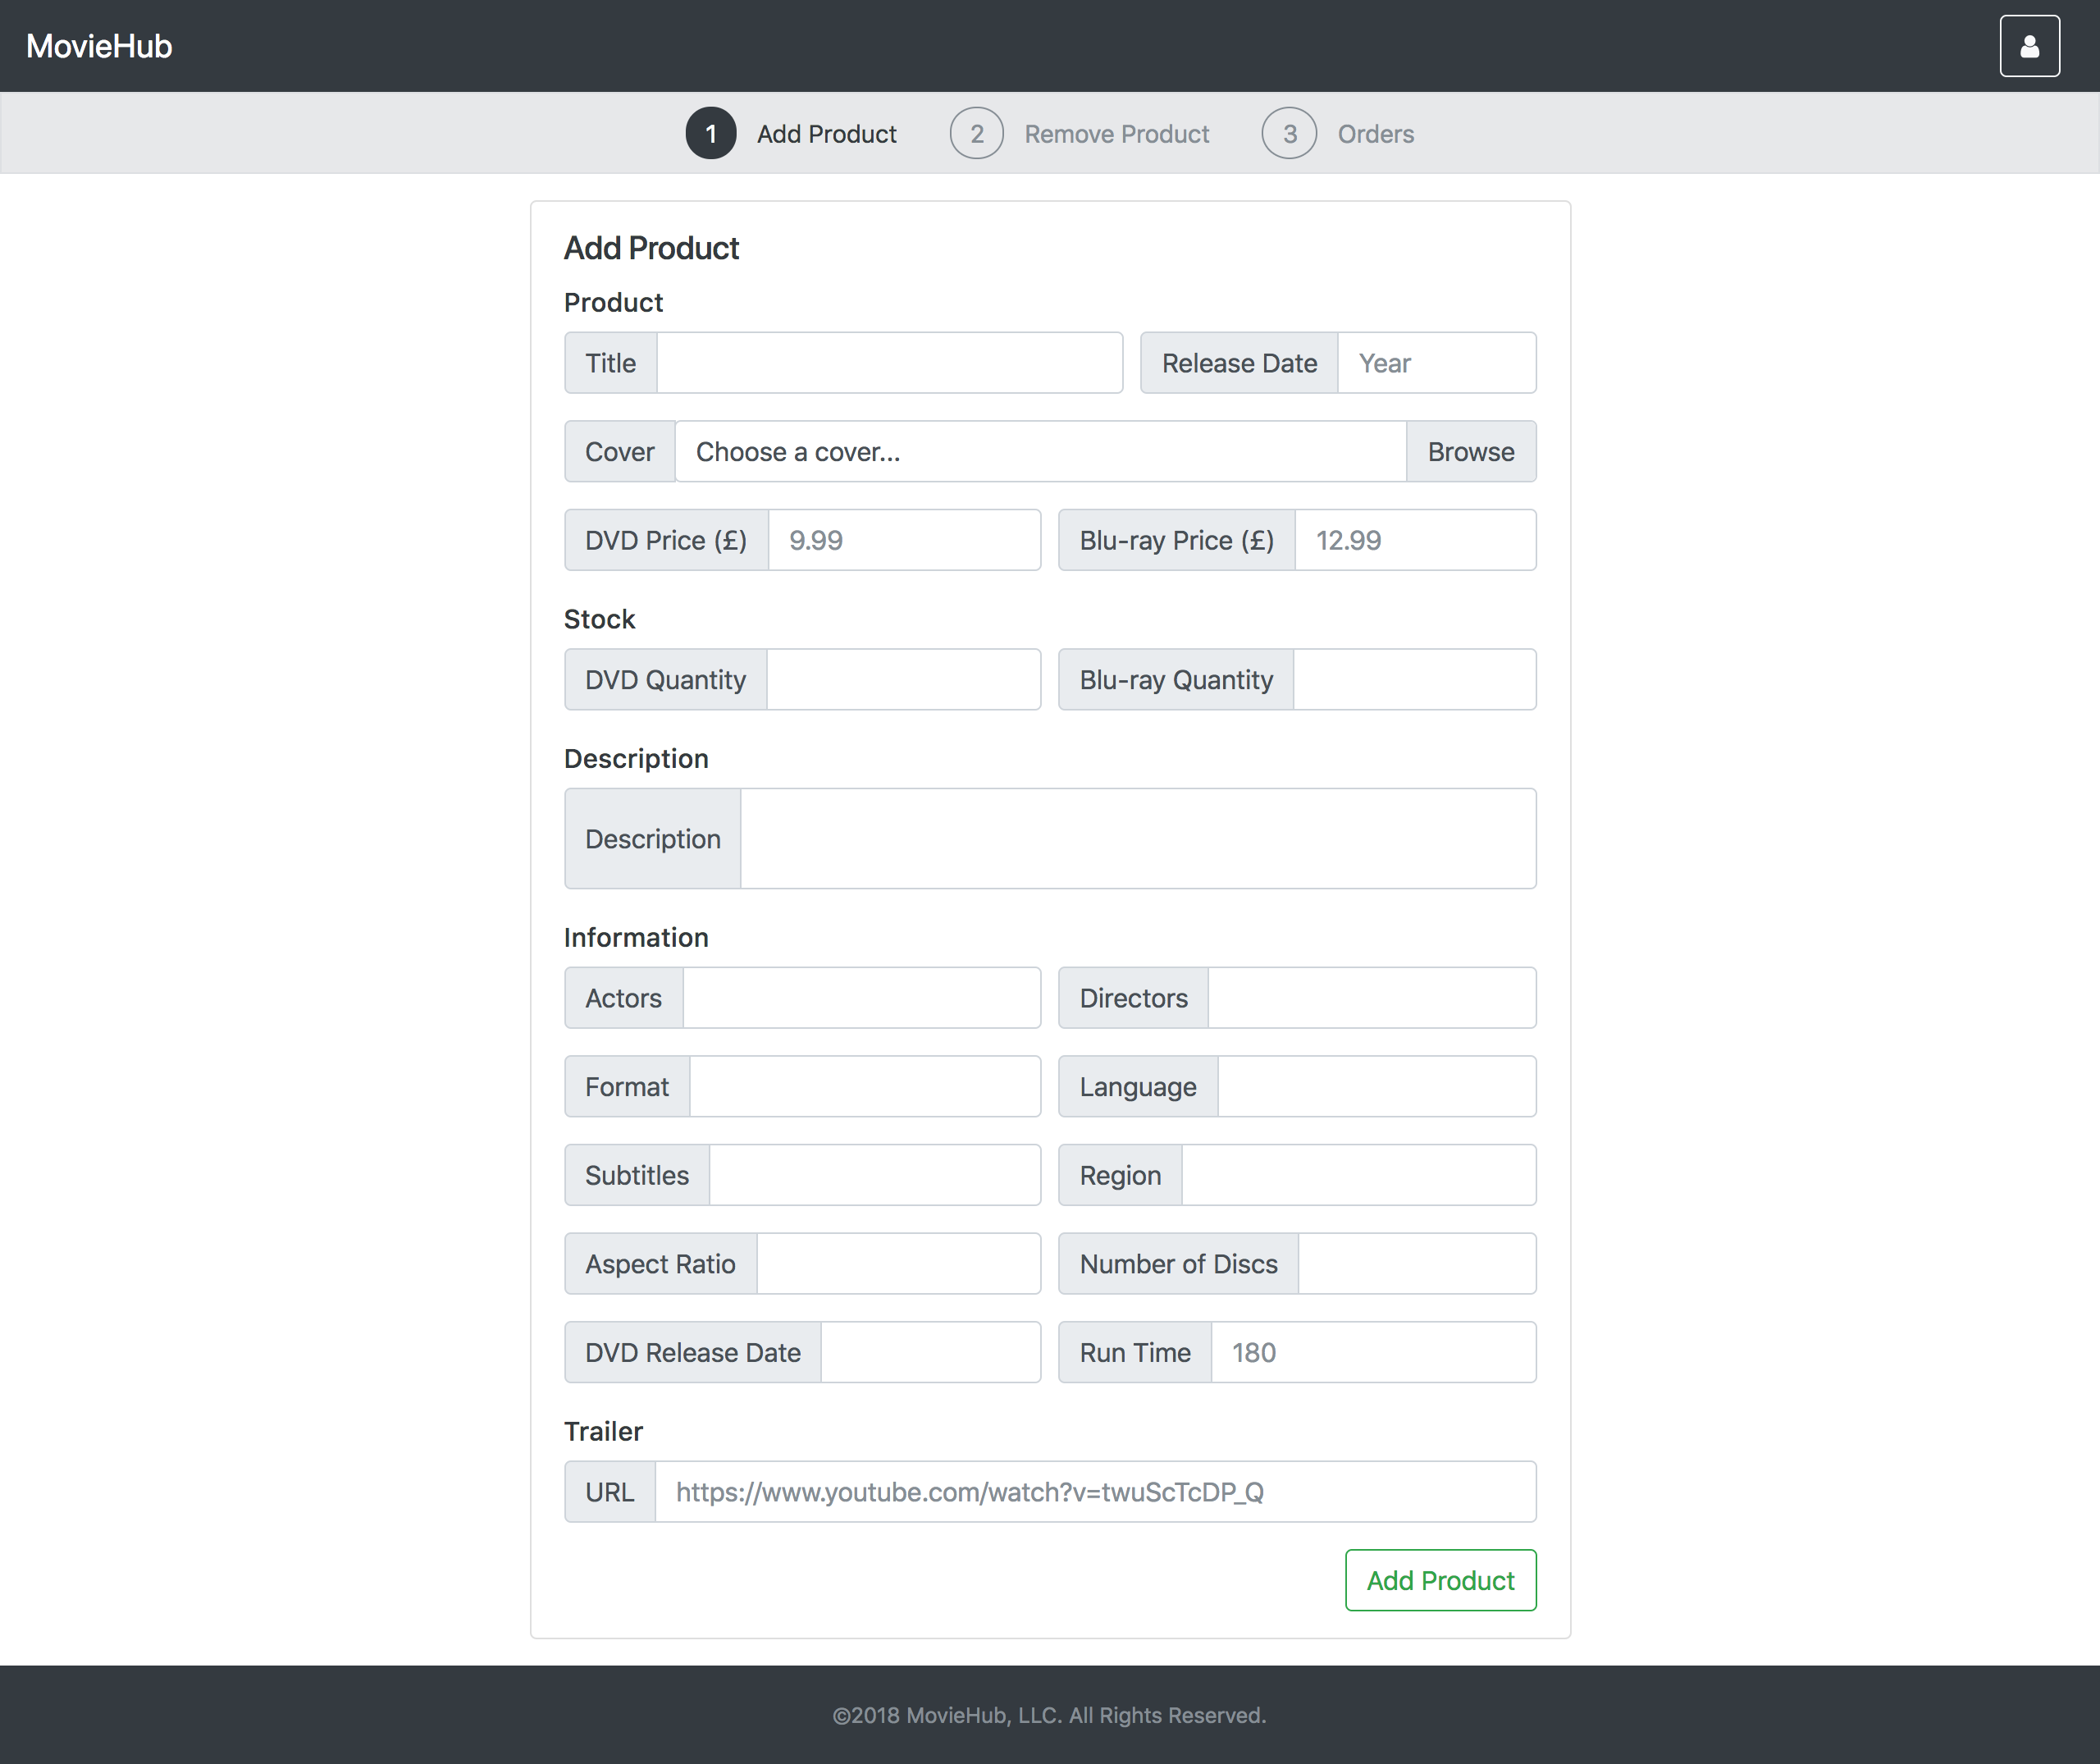 MovieHub
1 Add Product 2 Remove Product 3 Orders
Add Product
Product
Title Release Date Year
Cover Choose a cover... Browse
DVD Price (£) 9.99 Blu-ray Price (£) 12.99
Stock
DVD Quantity Blu-ray Quantity
Description
Description
Information
Actors Directors
Format Language
Subtitles Region
Aspect Ratio Number of Discs
DVD Release Date Run Time 180
Trailer
URL https://www.youtube.com/watch?v=twuScTcDP_Q
Add Product
©2018 MovieHub, LLC. All Rights Reserved.